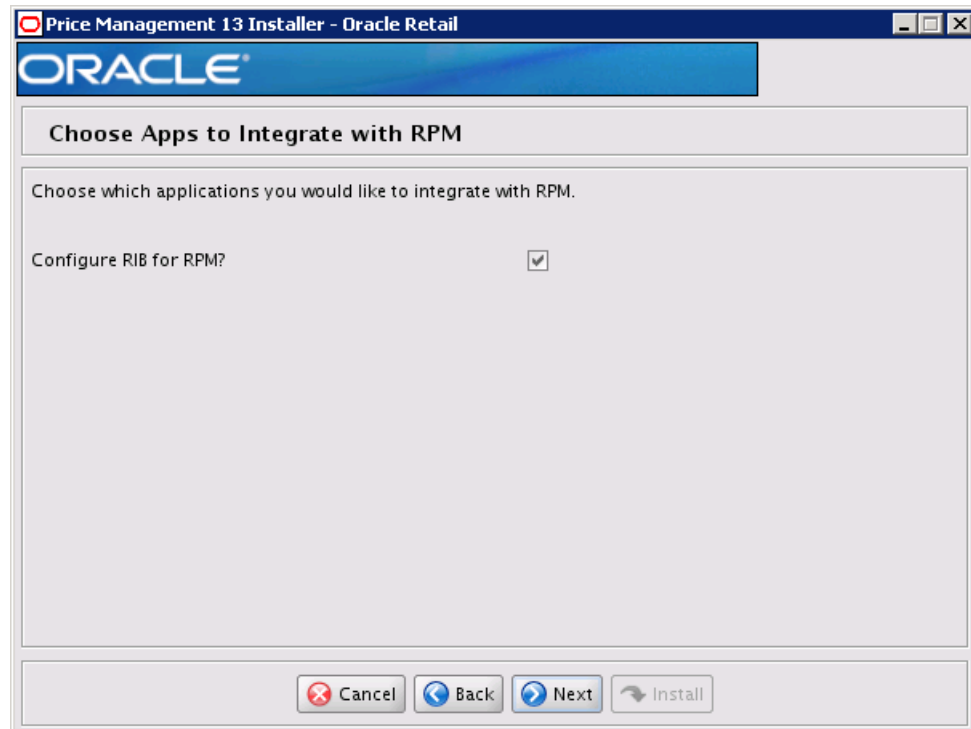 Price Management 13 Installer - Oracle Retail
ORACLE®
Choose Apps to Integrate with RPM
Choose which applications you would like to integrate with RPM.
Configure RIB for RPM?
Cancel Back Next Install